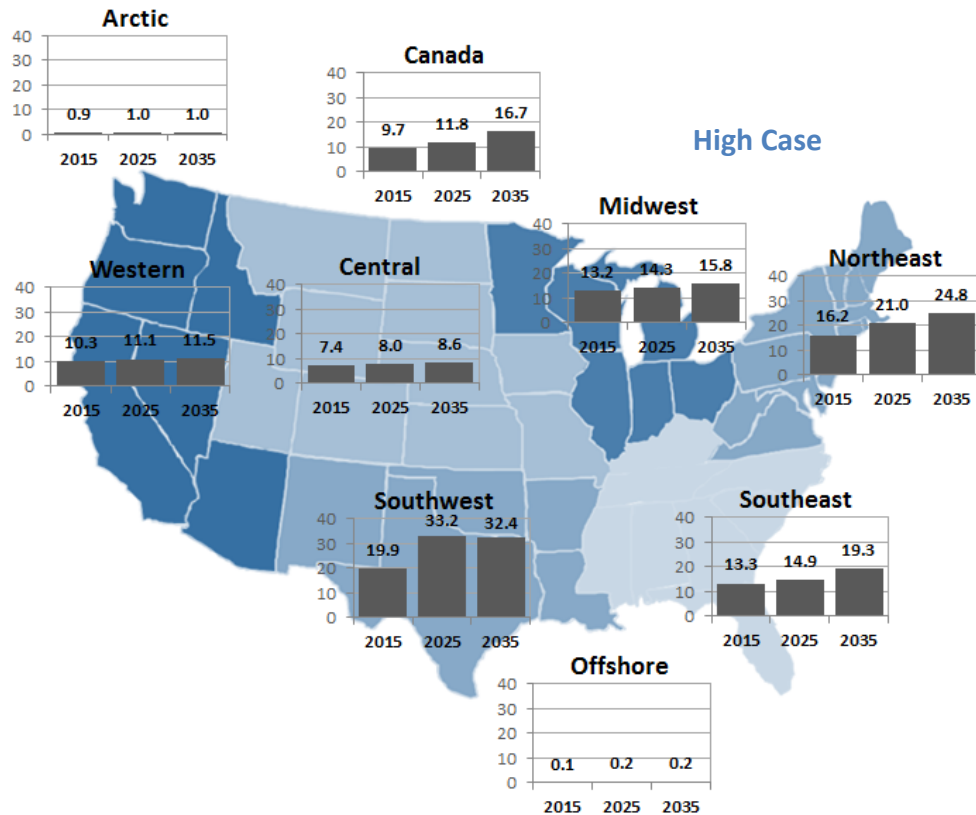 Arctic
40
30
20
10
0
0.9 1.0 1.0
2015 2025 2035
Canada
40
30
20
10
0
9.7 11.8 16.7
2015 2025 2035
High Case
Midwest
40
30
20
10
0
13.2 14.3 15.8
2015 2025 2035
Western
40
30
20
10
0
10.3 11.1 11.5
2015 2025 2035
Central
40
30
20
10
0
7.4 8.0 8.6
2015 2025 2035
Northeast
40
30
20
10
0
16.2 21.0 24.8
2015 2025 2035
Southwest
40
30
20
10
0
19.9 33.2 32.4
2015 2025 2035
Southeast
40
30
20
10
0
13.3 14.9 19.3
2015 2025 2035
Offshore
40
30
20
10
0
0.1 0.2 0.2
2015 2025 2035